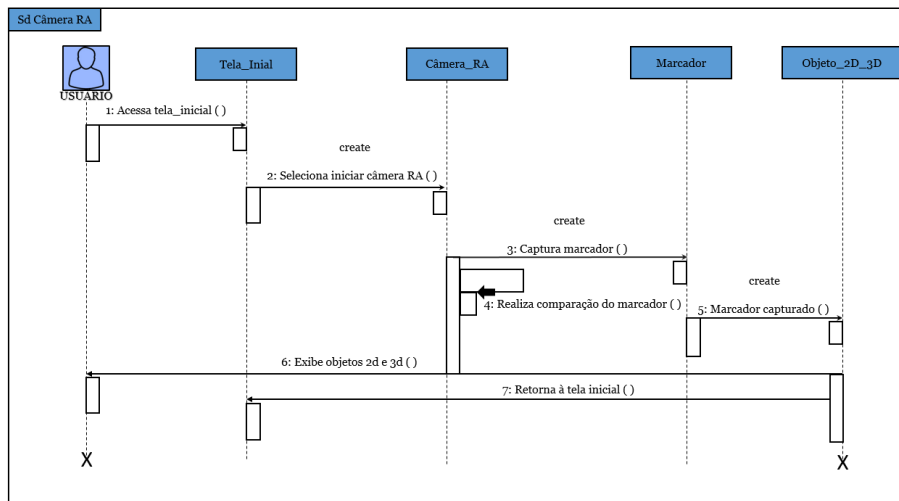 Sd Câmera RA
USUARIO
Tela_Inial
Câmera_RA
Marcador
Objeto_2D_3D
1: Acessa tela_inicial ( )
create
2: Seleciona iniciar câmera RA ( )
create
3: Captura marcador ( )
create
4: Realiza comparação do marcador ( )
5: Marcador capturado ( )
6: Exibe objetos 2d e 3d ( )
7: Retorna à tela inicial ( )
X
X